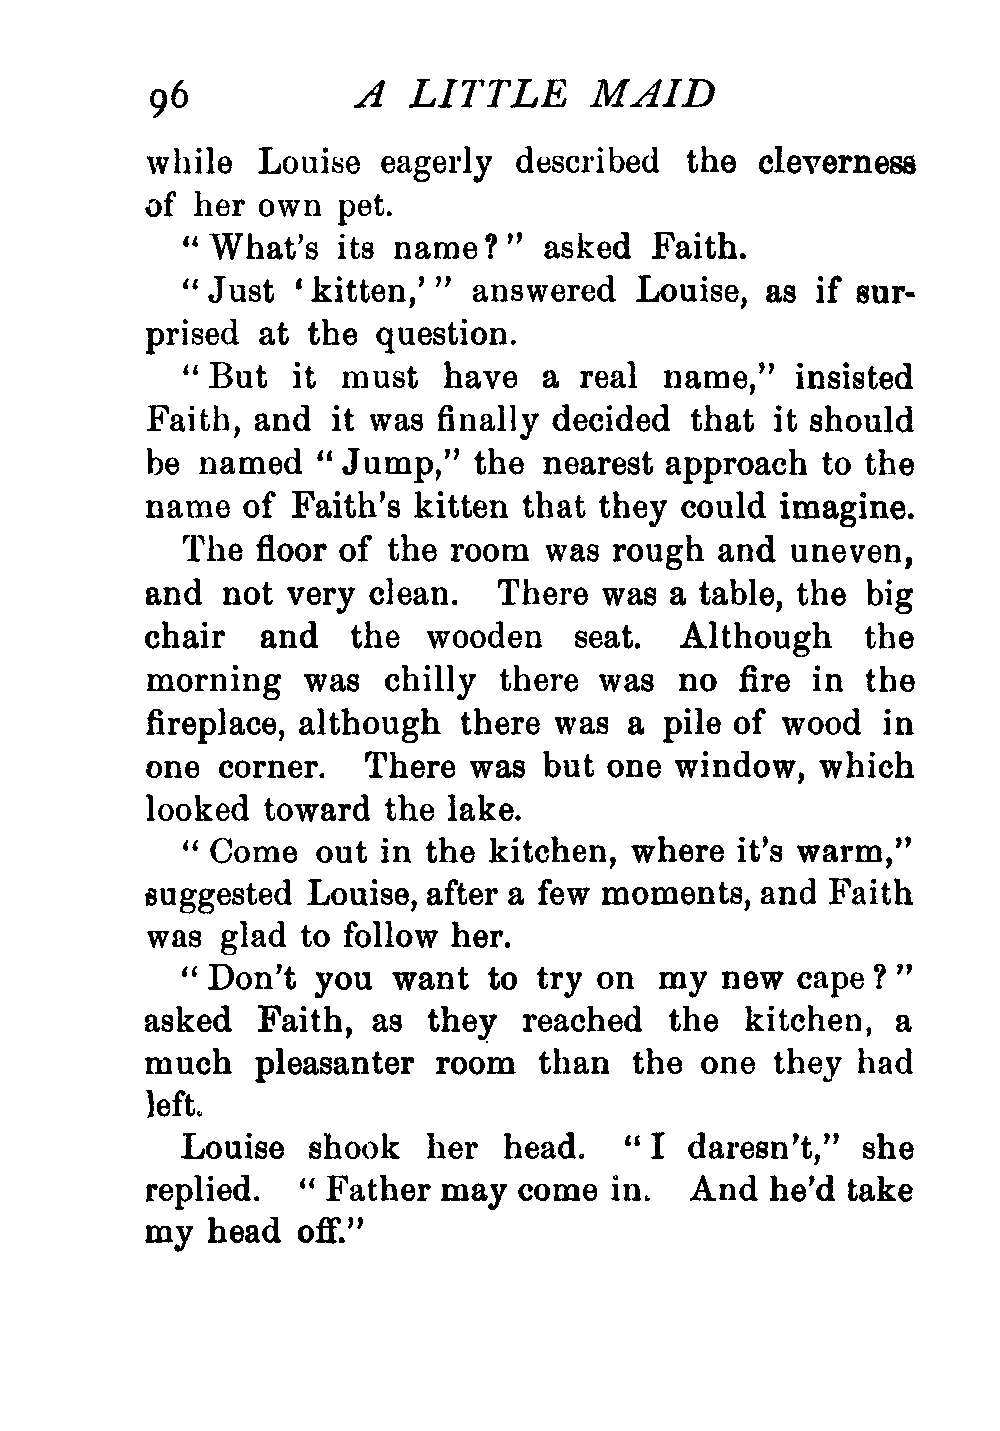 96 A LITTLE MAID
while Louise eagerly described the cleverness
of her own pet.
“What’s its name?” asked Faith.
“Just ‘kitten,’” answered Louise, as if sur-
prised at the question.
“But it must have a real name,” insisted
Faith, and it was finally decided that it should
be named “Jump,” the nearest approach to the
name of Faith’s kitten that they could imagine.
The floor of the room was rough and uneven,
and not very clean. There was a table, the big
chair and the wooden seat. Although the
morning was chilly there was no fire in the
fireplace, although there was a pile of wood in
one corner. There was but one window, which
looked toward the lake.
“Come out in the kitchen, where it’s warm,”
suggested Louise, after a few moments, and Faith
was glad to follow her.
“Don’t you want to try on my new cape?”
asked Faith, as they reached the kitchen, a
much pleasanter room than the one they had
left.
Louise shook her head. “I daresn’t,” she
replied. “Father may come in. And he’d take
my head off.”